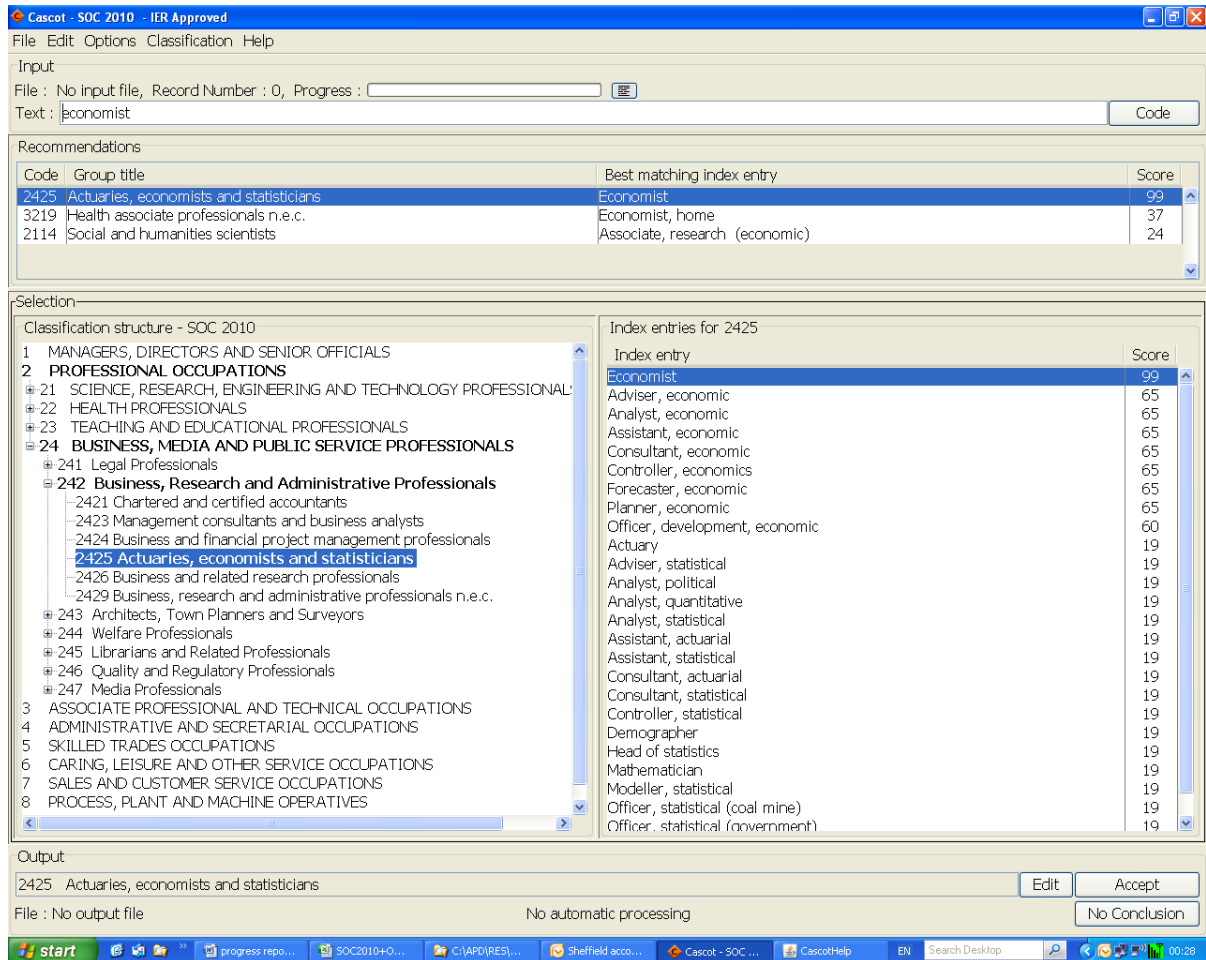 Cascot - SOC 2010 - IER Approved
File Edit Options Classification Help
Input
File : No input file, Record Number : 0, Progress :
Text : economist Code
Recommendations
Code Group title Best matching index entry Score
2425 Actuaries, economists and statisticians Economist 99
3219 Health associate professionals n.e.c. Economist, home 37
2114 Social and humanities scientists Associate, research (economic) 24
Selection
Classification structure - SOC 2010
1 MANAGERS, DIRECTORS AND SENIOR OFFICIALS
2 PROFESSIONAL OCCUPATIONS
21 SCIENCE, RESEARCH, ENGINEERING AND TECHNOLOGY PROFESSIONAL
22 HEALTH PROFESSIONALS
23 TEACHING AND EDUCATIONAL PROFESSIONALS
24 BUSINESS, MEDIA AND PUBLIC SERVICE PROFESSIONALS
241 Legal Professionals
242 Business, Research and Administrative Professionals
2421 Chartered and certified accountants
2423 Management consultants and business analysts
2424 Business and financial project management professionals
2425 Actuaries, economists and statisticians
2426 Business and related research professionals
2429 Business, research and administrative professionals n.e.c.
243 Architects, Town Planners and Surveyors
244 Welfare Professionals
245 Librarians and Related Professionals
246 Quality and Regulatory Professionals
247 Media Professionals
3 ASSOCIATE PROFESSIONAL AND TECHNICAL OCCUPATIONS
4 ADMINISTRATIVE AND SECRETARIAL OCCUPATIONS
5 SKILLED TRADES OCCUPATIONS
6 CARING, LEISURE AND OTHER SERVICE OCCUPATIONS
7 SALES AND CUSTOMER SERVICE OCCUPATIONS
8 PROCESS, PLANT AND MACHINE OPERATIVES
Index entries for 2425
Index entry Score
Economist 99
Adviser, economic 65
Analyst, economic 65
Assistant, economic 65
Consultant, economic 65
Controller, economics 65
Forecaster, economic 65
Planner, economic 65
Officer, development, economic 60
Actuary 19
Adviser, statistical 19
Analyst, political 19
Analyst, quantitative 19
Analyst, statistical 19
Assistant, actuarial 19
Assistant, statistical 19
Consultant, actuarial 19
Consultant, statistical 19
Controller, statistical 19
Demographer 19
Head of statistics 19
Mathematician 19
Modeller, statistical 19
Officer, statistical (coal mine) 19
Officer, statistical (government) 19
Output
2425 Actuaries, economists and statisticians Edit Accept
File : No output file No automatic processing No Conclusion
start progress repo... SOC2010+O... C:\APD\RES\... Sheffield acco... Cascot - SOC ... CascotHelp EN Search Desktop 00:28